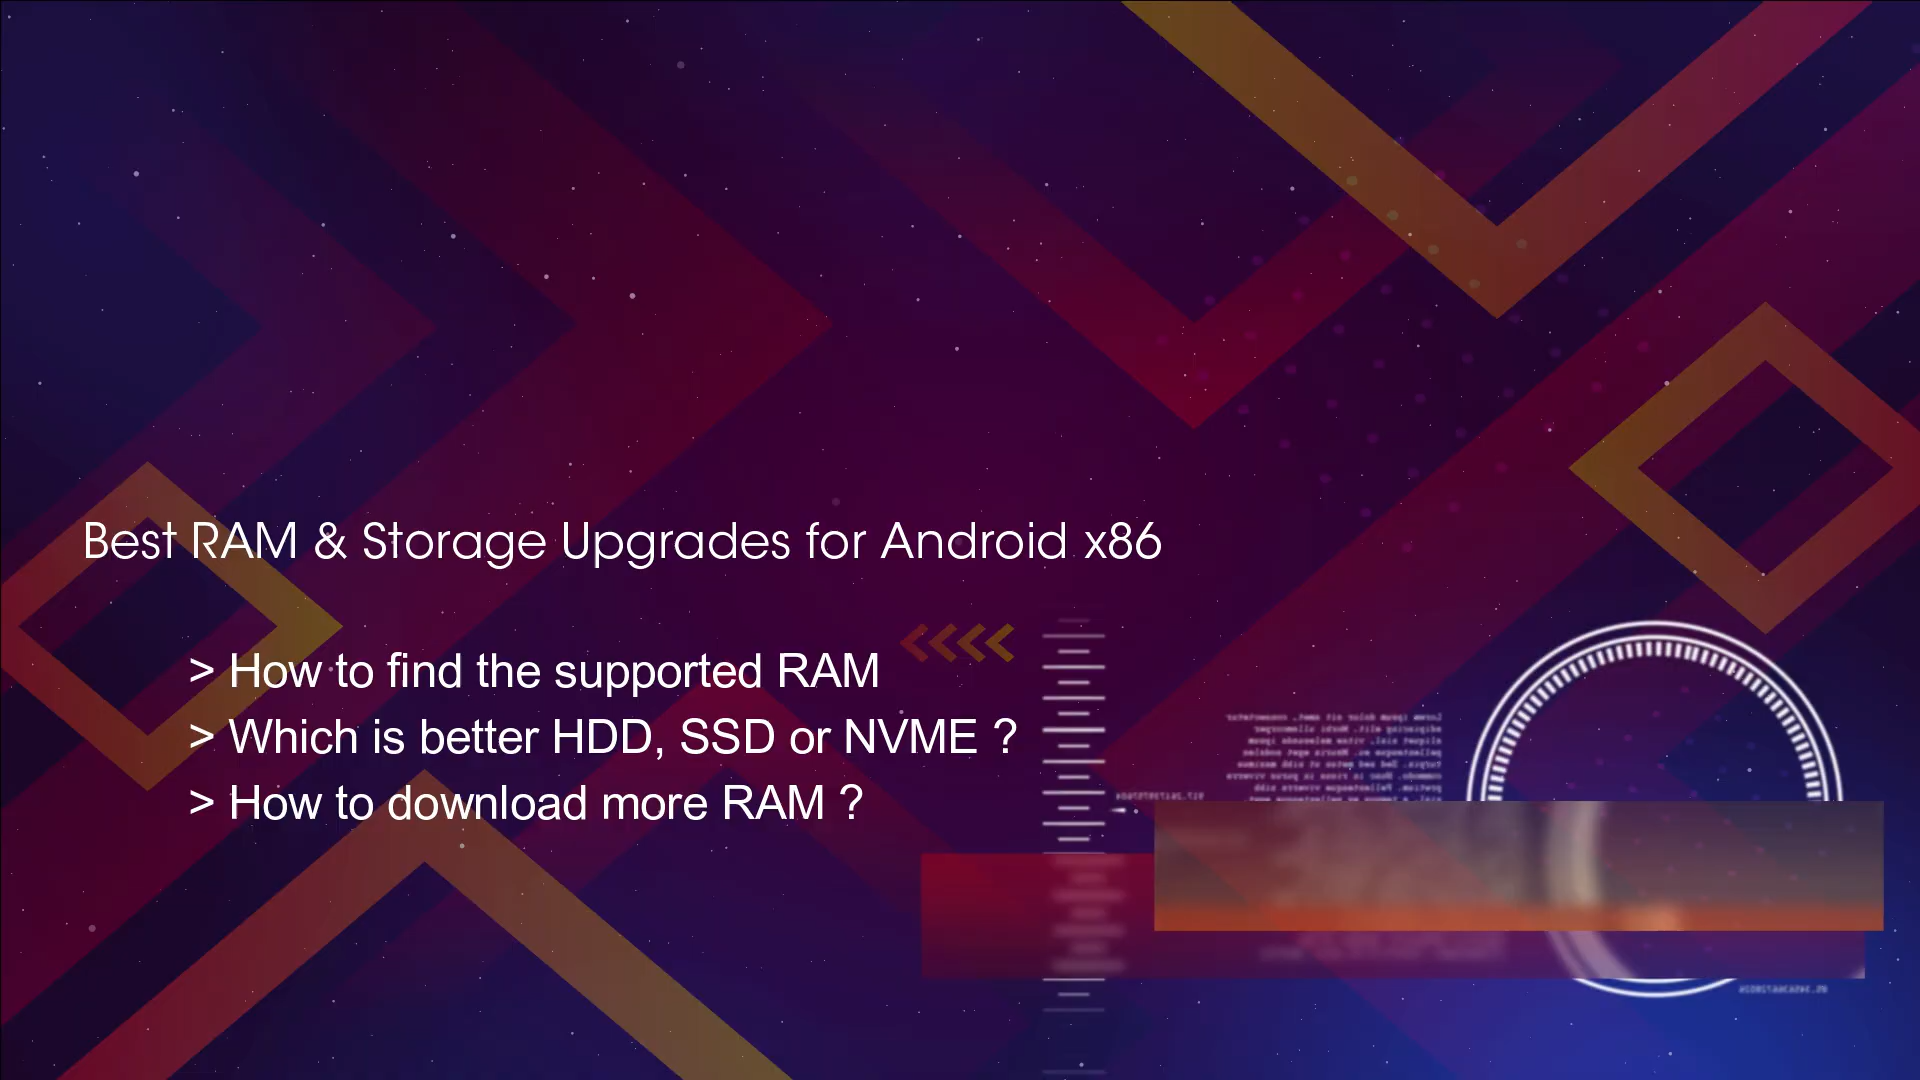 Best RAM & Storage Upgrades for Android x86
> How to find the supported RAM
> Which is better HDD, SSD or NVME ?
> How to download more RAM ?